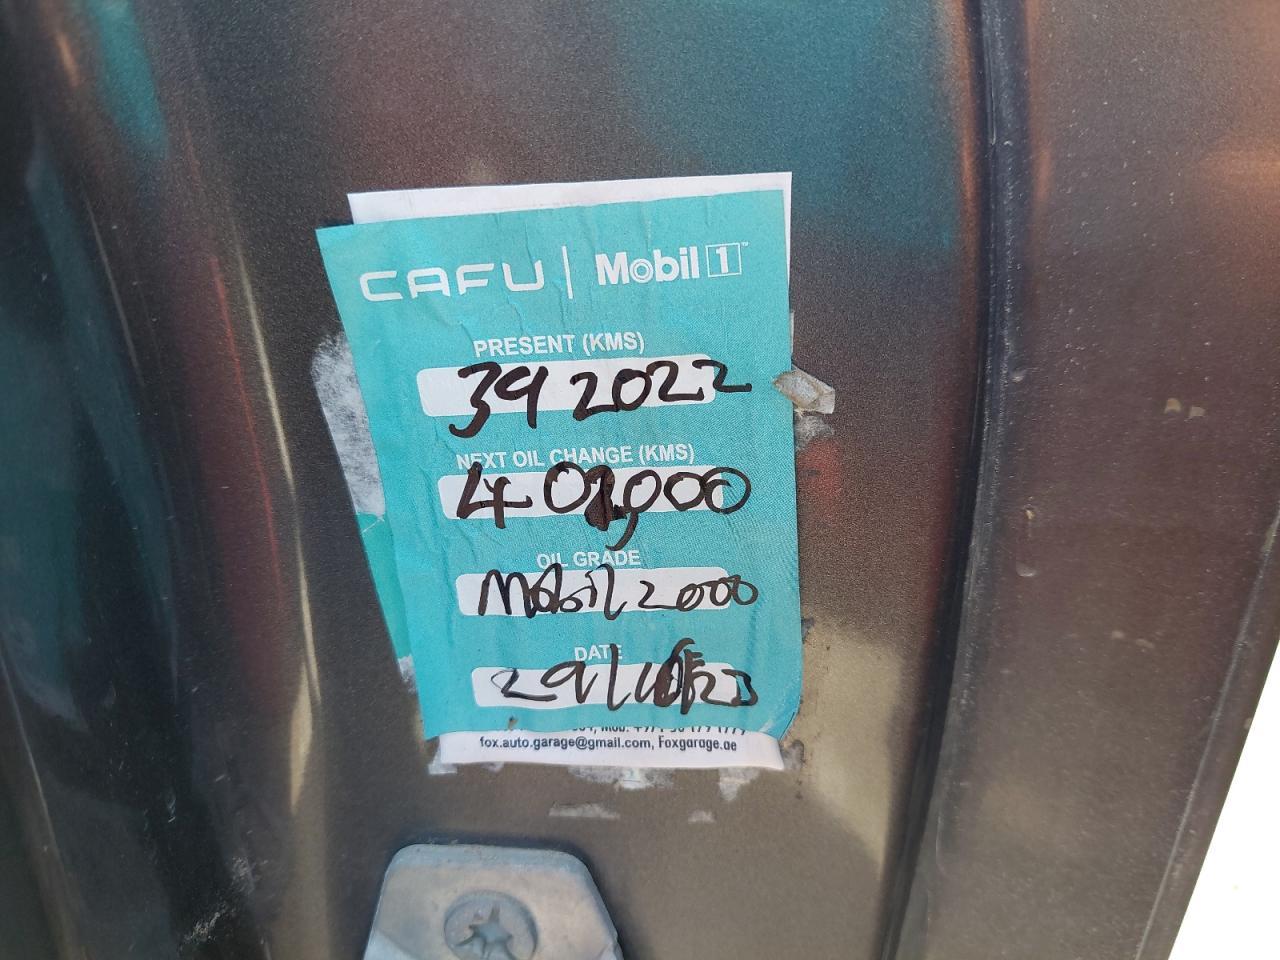 CAFU | Mobil 1™
PRESENT (KMS)
392022
NEXT OIL CHANGE (KMS)
402,000
OIL GRADE
Mobil 2000
DATE
fox.auto.garage@gmail.com, Foxgarage.ae